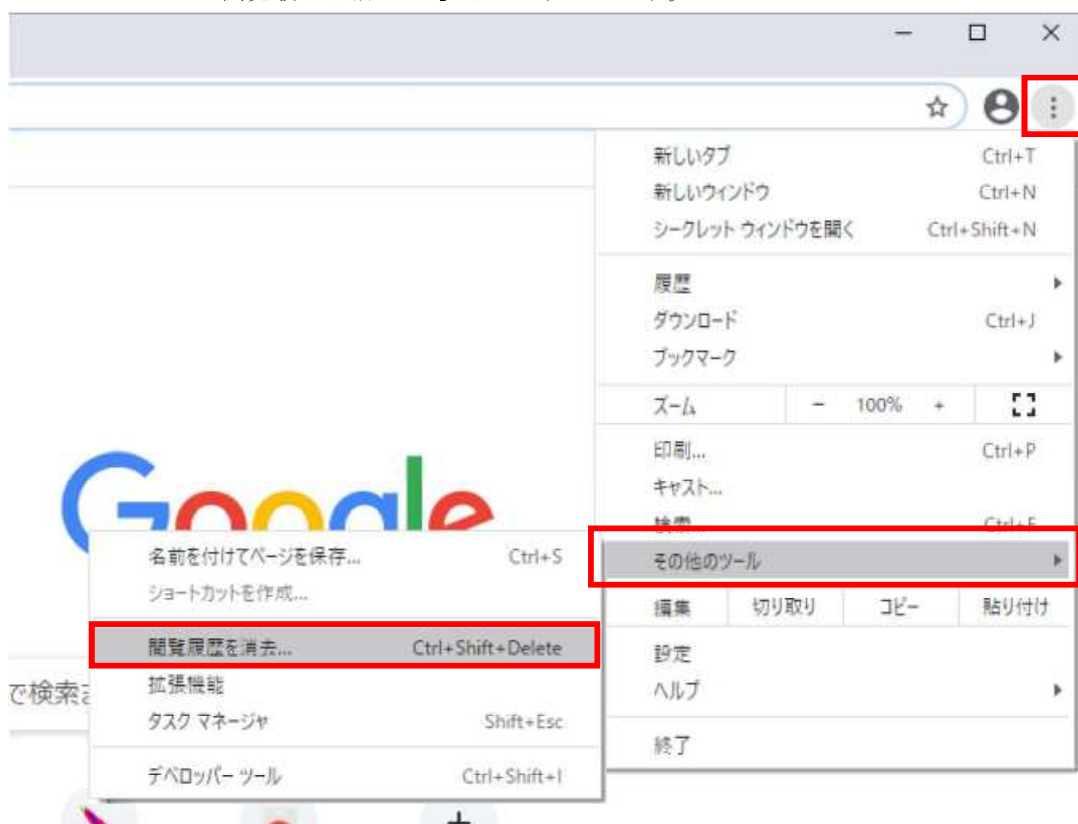 新しいタブ Ctrl+T
新しいウィンドウ Ctrl+N
シークレット ウィンドウを開く Ctrl+Shift+N
履歴
ダウンロード Ctrl+J
ブックマーク
ズーム - 100% +
印刷... Ctrl+P
キャスト...
検索... Ctrl+F
その他のツール
編集 切り取り コピー 貼り付け
設定
ヘルプ
終了
Google
名前を付けてページを保存... Ctrl+S
ショートカットを作成...
閲覧履歴を消去... Ctrl+Shift+Delete
拡張機能
タスク マネージャ Shift+Esc
デベロッパー ツール Ctrl+Shift+I
で検索